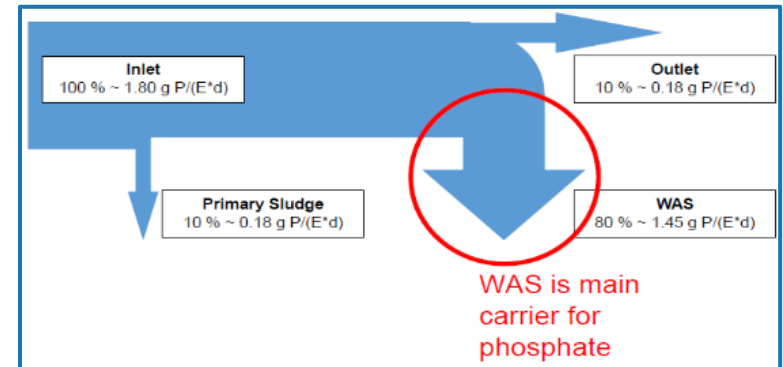 Inlet
100 % ~ 1.80 g P/(E*d)
Outlet
10 % ~ 0.18 g P/(E*d)
Primary Sludge
10 % ~ 0.18 g P/(E*d)
WAS
80 % ~ 1.45 g P/(E*d)
WAS is main
carrier for
phosphate